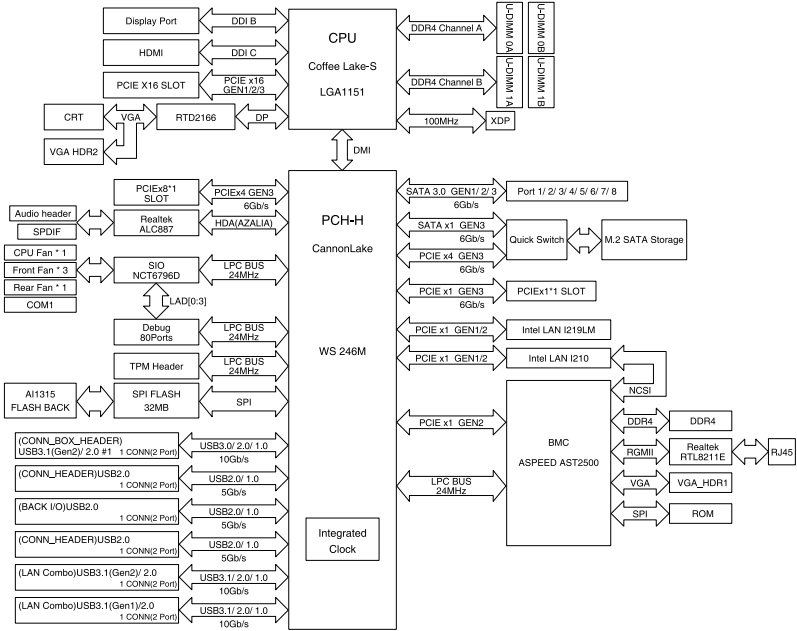 Display Port
DDI B
HDMI
DDI C
PCIE X16 SLOT
PCIE x16
GEN1/2/3
CRT
VGA
RTD2166
DP
VGA HDR2
CPU
Coffee Lake-S
LGA1151
DDR4 Channel A
U-DIMM 0A
U-DIMM 0B
DDR4 Channel B
U-DIMM 1A
U-DIMM 1B
100MHz
XDP
DMI
PCIEx8*1
SLOT
PCIEx4 GEN3
6Gb/s
Audio header
SPDIF
Realtek
ALC887
HDA(AZALIA)
CPU Fan * 1
Front Fan * 3
Rear Fan * 1
COM1
SIO
NCT6796D
LPC BUS
24MHz
LAD[0:3]
Debug
80Ports
LPC BUS
24MHz
TPM Header
LPC BUS
24MHz
AI1315
FLASH BACK
SPI FLASH
32MB
SPI
(CONN_BOX_HEADER)
USB3.1(Gen2)/ 2.0 #1 1 CONN(2 Port)
USB3.0/ 2.0/ 1.0
10Gb/s
(CONN_HEADER)USB2.0
1 CONN(2 Port)
USB2.0/ 1.0
5Gb/s
(BACK I/O)USB2.0
1 CONN(2 Port)
USB2.0/ 1.0
5Gb/s
(CONN_HEADER)USB2.0
1 CONN(2 Port)
USB2.0/ 1.0
5Gb/s
(LAN Combo)USB3.1(Gen2)/ 2.0
1 CONN(2 Port)
USB3.1/ 2.0/ 1.0
10Gb/s
(LAN Combo)USB3.1(Gen1)/2.0
1 CONN(2 Port)
USB3.1/ 2.0/ 1.0
10Gb/s
PCH-H
CannonLake
WS 246M
Integrated
Clock
SATA 3.0 GEN1/ 2/ 3
6Gb/s
Port 1/ 2/ 3/ 4/ 5/ 6/ 7/ 8
SATA x1 GEN3
6Gb/s
PCIE x4 GEN3
6Gb/s
Quick Switch
M.2 SATA Storage
PCIE x1 GEN3
6Gb/s
PCIEx1*1 SLOT
PCIE x1 GEN1/2
Intel LAN I219LM
PCIE x1 GEN1/2
Intel LAN I210
NCSI
PCIE x1 GEN2
LPC BUS
24MHz
BMC
ASPEED AST2500
DDR4
DDR4
RGMII
Realtek
RTL8211E
RJ45
VGA
VGA_HDR1
SPI
ROM